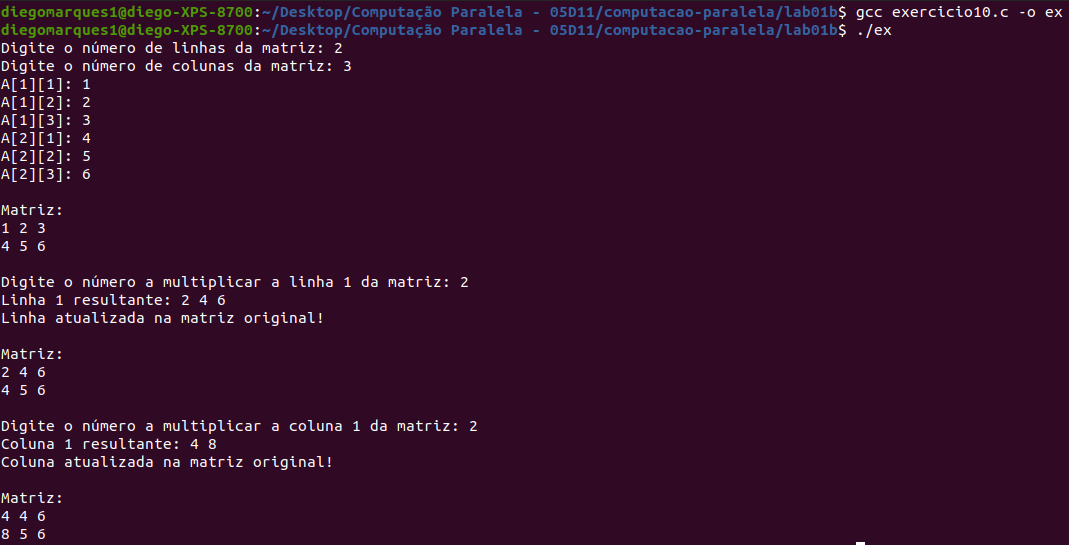 diegomarques1@diego-XPS-8700:~/Desktop/Computação Paralela - 05D11/computacao-paralela/lab01b$ gcc exercicio10.c -o ex
diegomarques1@diego-XPS-8700:~/Desktop/Computação Paralela - 05D11/computacao-paralela/lab01b$ ./ex
Digite o número de linhas da matriz: 2
Digite o número de colunas da matriz: 3
A[1][1]: 1
A[1][2]: 2
A[1][3]: 3
A[2][1]: 4
A[2][2]: 5
A[2][3]: 6

Matriz:
1 2 3
4 5 6

Digite o número a multiplicar a linha 1 da matriz: 2
Linha 1 resultante: 2 4 6
Linha atualizada na matriz original!

Matriz:
2 4 6
4 5 6

Digite o número a multiplicar a coluna 1 da matriz: 2
Coluna 1 resultante: 4 8
Coluna atualizada na matriz original!

Matriz:
4 4 6
8 5 6